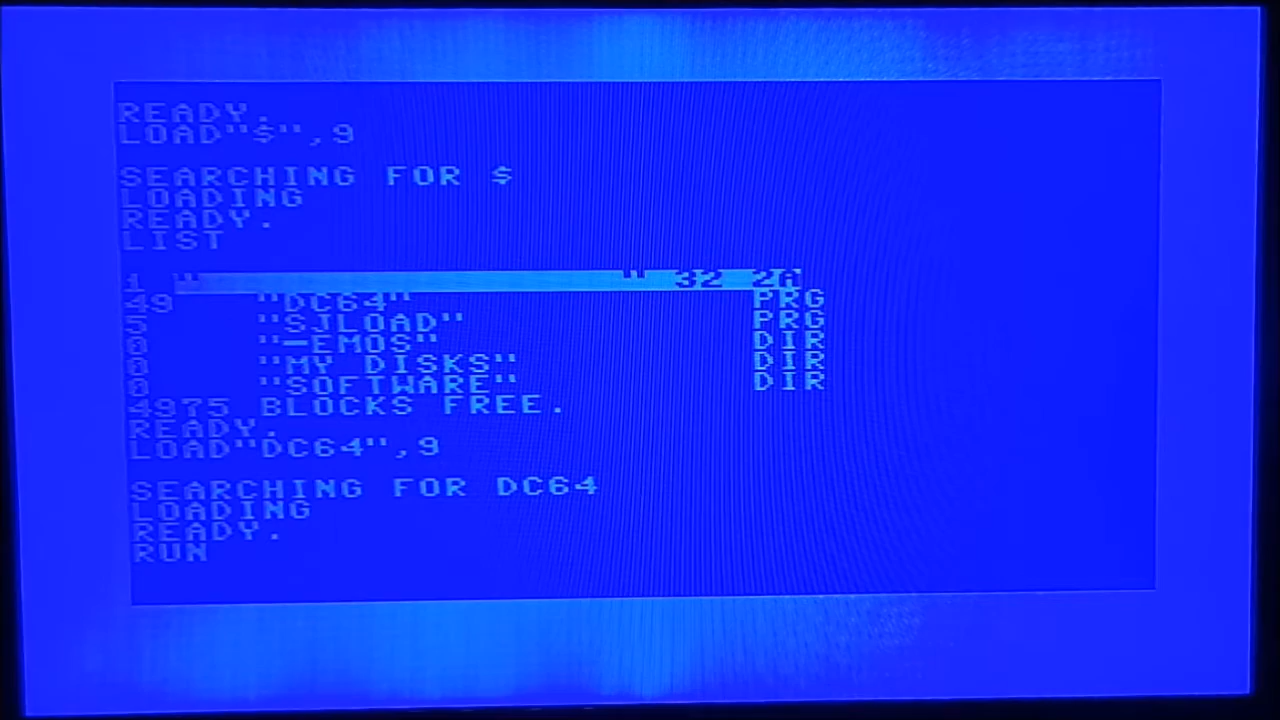 READY.
LOAD"$",9
SEARCHING FOR $
LOADING
READY.
LIST
1 " " 32 2A
49 "DC64" PRG
5 "SJLOAD" PRG
0 "─EMOS" DIR
0 "MY DISKS" DIR
0 "SOFTWARE" DIR
4975 BLOCKS FREE.
READY.
LOAD"DC64",9
SEARCHING FOR DC64
LOADING
READY.
RUN